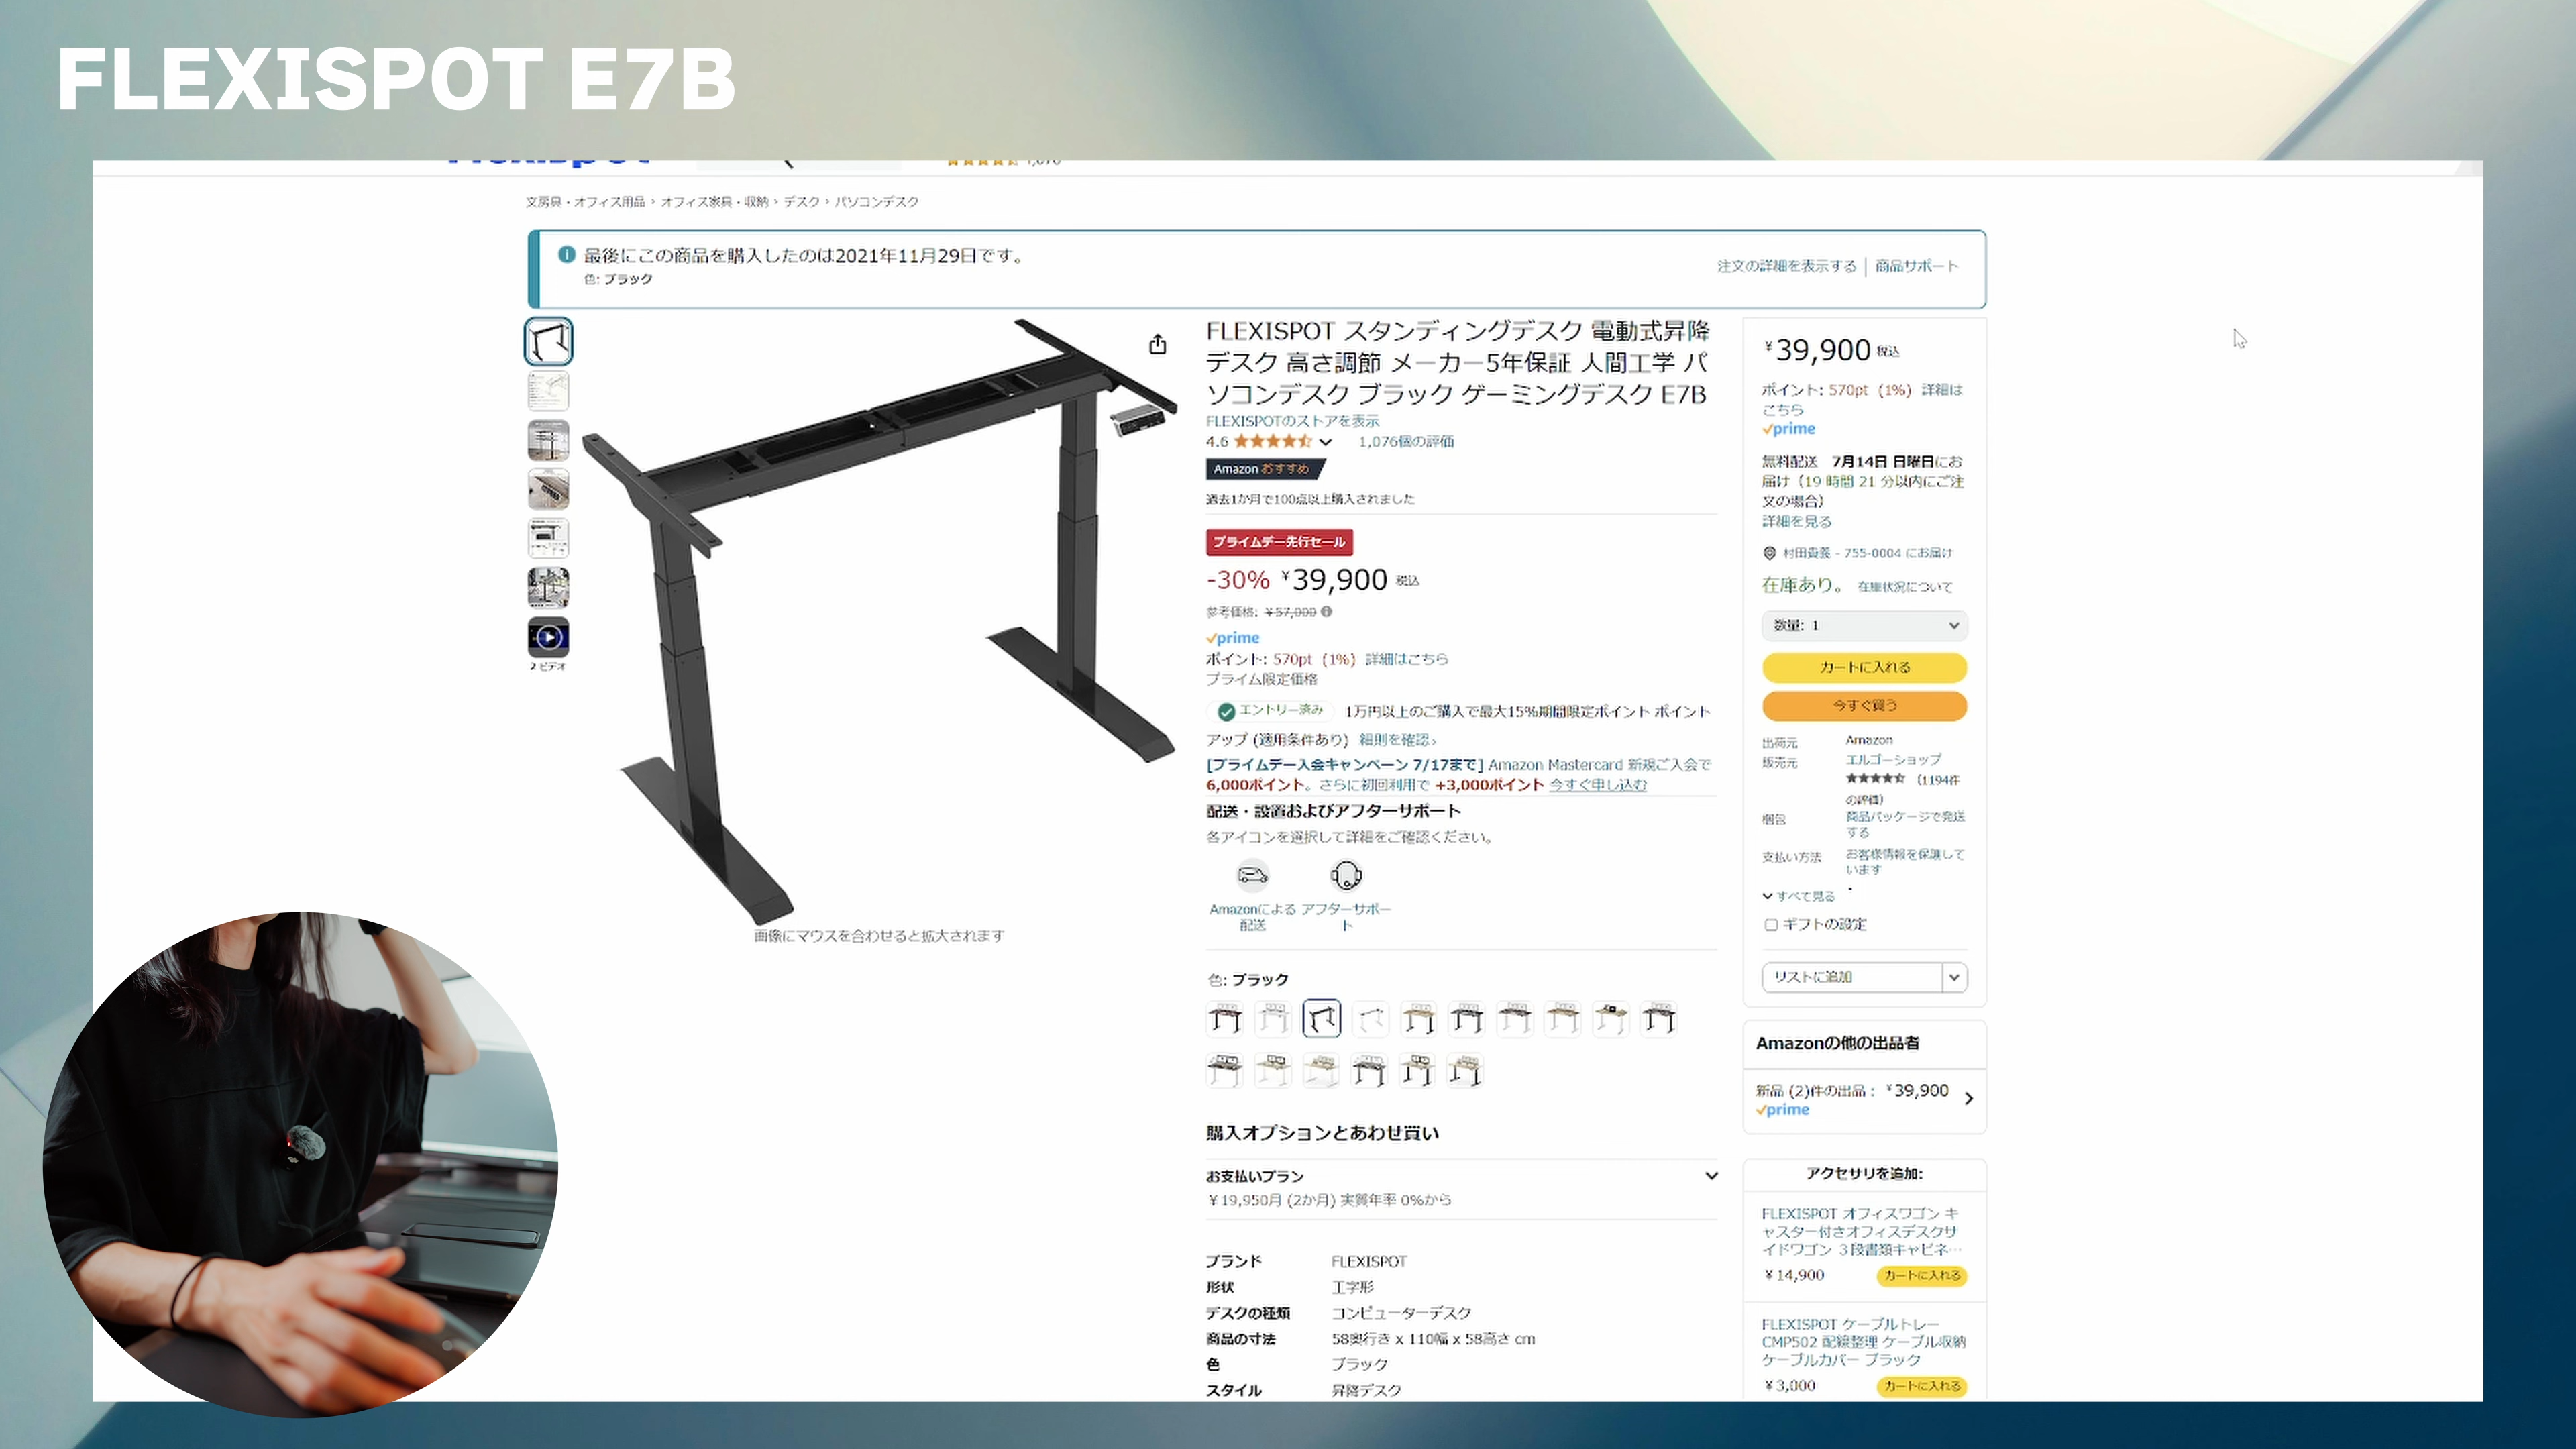 FLEXISPOT E7B
文房具・オフィス用品 › オフィス家具・収納 › デスク › パソコンデスク
最後にこの商品を購入したのは2021年11月29日です。
色: ブラック
注文の詳細を表示する | 商品サポート
2 ビデオ
画像にマウスを合わせると拡大されます
FLEXISPOT スタンディングデスク 電動式昇降
デスク 高さ調節 メーカー5年保証 人間工学 パ
ソコンデスク ブラック ゲーミングデスク E7B
FLEXISPOTのストアを表示
4.6 1,076個の評価
Amazon おすすめ
過去1か月で100点以上購入されました
プライムデー先行セール
-30% ¥39,900 税込
参考価格: ¥57,000
prime
ポイント: 570pt (1%) 詳細はこちら
プライム限定価格
エントリー済み 1万円以上のご購入で最大15%期間限定ポイント ポイント
アップ (適用条件あり) 細則を確認 ›
[プライムデー入会キャンペーン 7/17まで] Amazon Mastercard 新規ご入会で
6,000ポイント。さらに初回利用で +3,000ポイント 今すぐ申し込む
配送・設置およびアフターサポート
各アイコンを選択して詳細をご確認ください。
Amazonによる
配送
アフターサポー
ト
色: ブラック
購入オプションとあわせ買い
お支払いプラン
¥19,950月 (2か月) 実質年率 0%から
ブランド FLEXISPOT
形状 工字形
デスクの種類 コンピューターデスク
商品の寸法 58奥行き x 110幅 x 58高さ cm
色 ブラック
スタイル 昇降デスク
¥39,900 税込
ポイント: 570pt (1%) 詳細は
こちら
prime
無料配送 7月14日 日曜日にお
届け (19 時間 21 分以内にご注
文の場合)
詳細を見る
村田貴義 - 755-0004 にお届け
在庫あり。 在庫状況について
数量: 1
カートに入れる
今すぐ買う
出荷元 Amazon
販売元 エルゴーショップ
(1194件
の評価)
梱包 商品パッケージで発送
する
支払い方法 お客様情報を保護して
います
すべて見る
ギフトの設定
リストに追加
Amazonの他の出品者
新品 (2)件の出品: ¥39,900
prime
アクセサリを追加:
FLEXISPOT オフィスワゴン キ
ャスター付きオフィスデスクサ
イドワゴン 3段書類キャビネ…
¥14,900 カートに入れる
FLEXISPOT ケーブルトレー
CMP502 配線整理 ケーブル収納
ケーブルカバー ブラック
¥3,000 カートに入れる